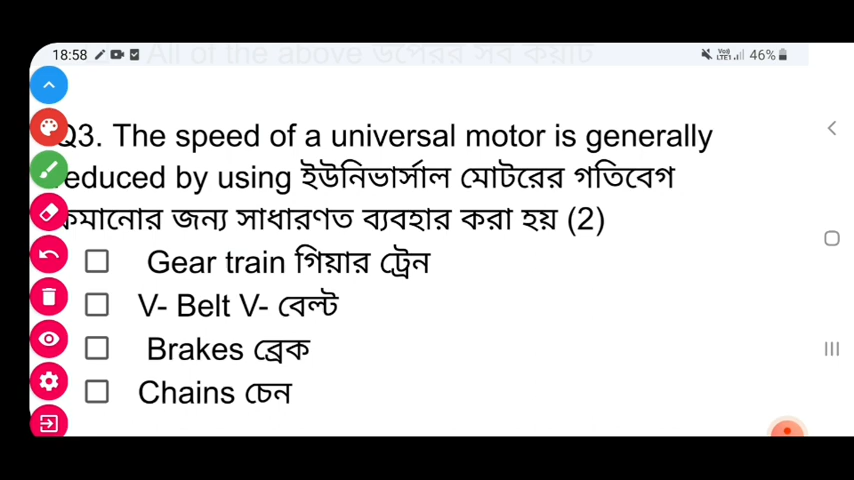 18:58
46%
All of the above উপরের সব কয়টি
Q3. The speed of a universal motor is generally
reduced by using ইউনিভার্সাল মোটরের গতিবেগ
কমানোর জন্য সাধারণত ব্যবহার করা হয় (2)
Gear train গিয়ার ট্রেন
V- Belt V- বেল্ট
Brakes ব্রেক
Chains চেন